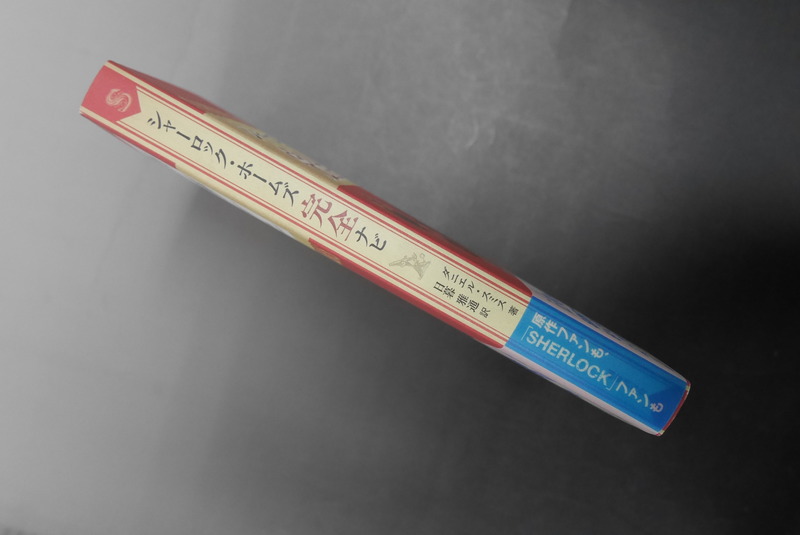 シャーロック・ホームズ完全ナビ
ダニエル・スミス 著
日暮雅通 訳
原作ファンも、
「SHERLOCK」ファンも